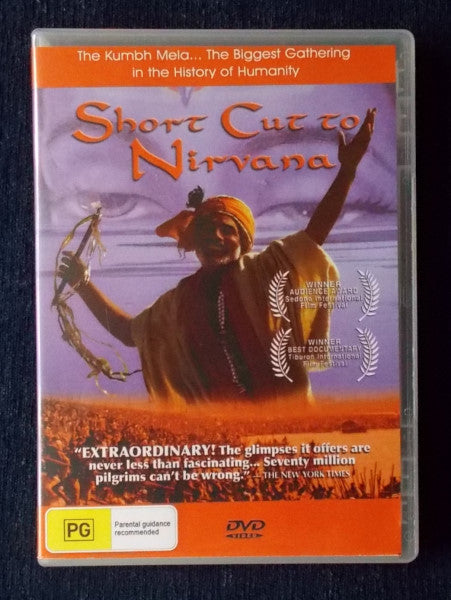 The Kumbh Mela... The Biggest Gathering
in the History of Humanity
Short Cut to
Nirvana
WINNER
AUDIENCE AWARD
Sedona International
Film Festival
WINNER
BEST DOCUMENTARY
Tiburon International
Film Festival
"EXTRAORDINARY! The glimpses it offers are
never less than fascinating... Seventy million
pilgrims can't be wrong." – THE NEW YORK TIMES
PG
Parental guidance
recommended
DVD
VIDEO